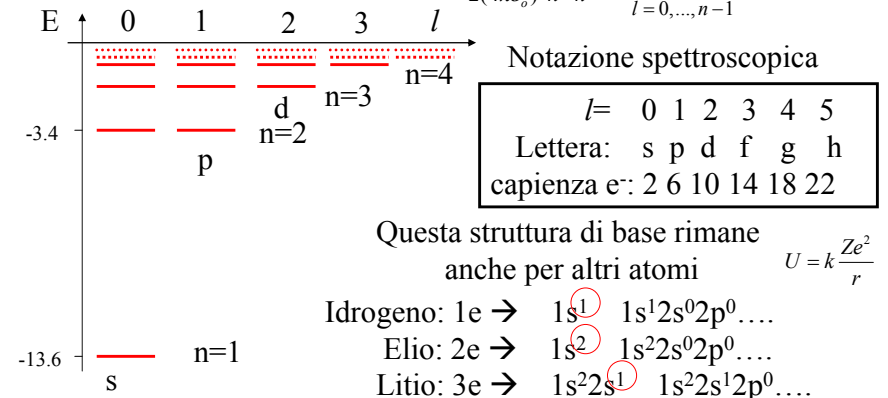 E 0 1 2 3 l
l = 0,..., n−1
Notazione spettroscopica
n=4
n=3
d
n=2
-3.4
p
l= 0 1 2 3 4 5
Lettera: s p d f g h
capienza e⁻: 2 6 10 14 18 22
Questa struttura di base rimane
anche per altri atomi
U = k Ze²/r
Idrogeno: 1e → 1s¹ 1s¹2s⁰2p⁰….
Elio: 2e → 1s² 1s²2s⁰2p⁰….
Litio: 3e → 1s²2s¹ 1s²2s¹2p⁰….
-13.6 n=1
s